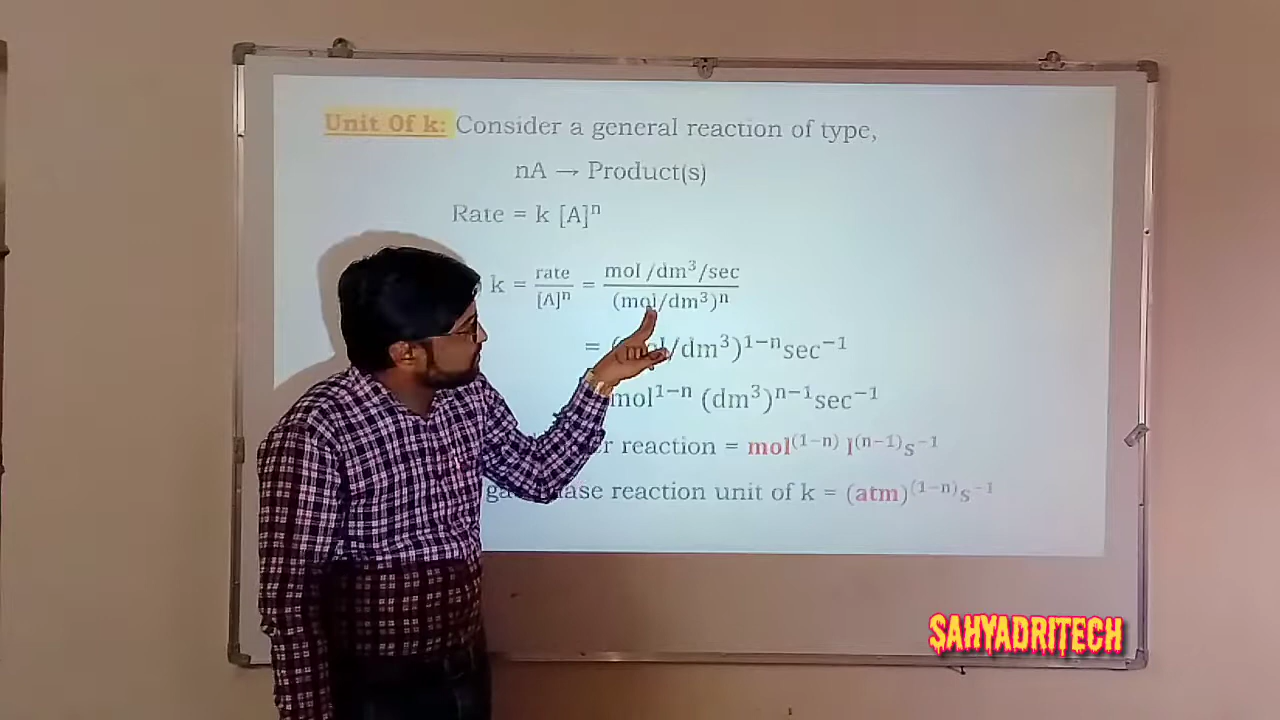 Unit Of k: Consider a general reaction of type,
nA → Product(s)
Rate = k [A]ⁿ
k = rate/[A]ⁿ = mol /dm³/sec/(mol/dm³)ⁿ
= (mol/dm³)¹⁻ⁿsec⁻¹
mol¹⁻ⁿ (dm³)ⁿ⁻¹sec⁻¹
reaction = mol⁽¹⁻ⁿ⁾ l⁽ⁿ⁻¹⁾s⁻¹
reaction unit of k = (atm)⁽¹⁻ⁿ⁾s⁻¹
SAHYADRITECH